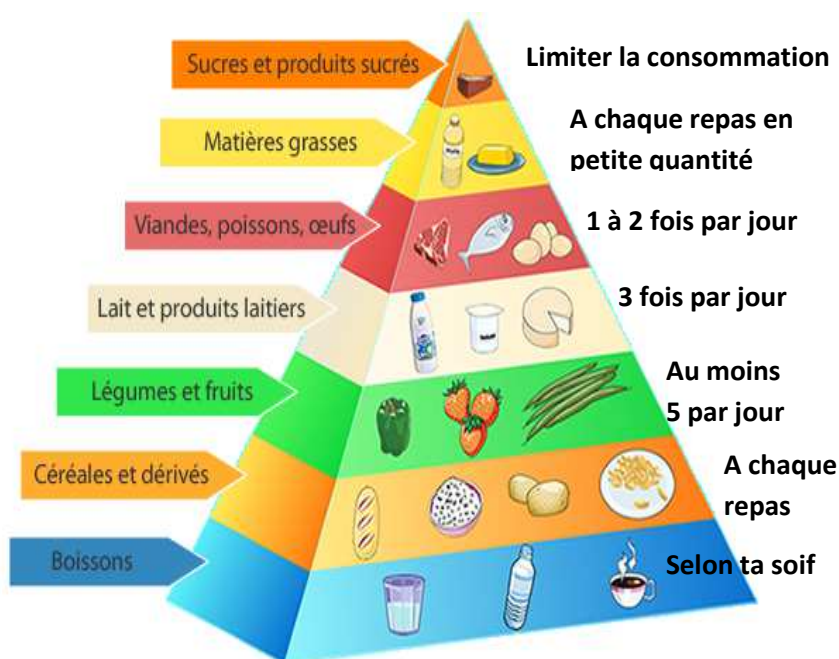 Sucres et produits sucrés
Limiter la consommation
Matières grasses
A chaque repas en
petite quantité
Viandes, poissons, œufs
1 à 2 fois par jour
Lait et produits laitiers
3 fois par jour
Légumes et fruits
Au moins
5 par jour
Céréales et dérivés
A chaque
repas
Boissons
Selon ta soif